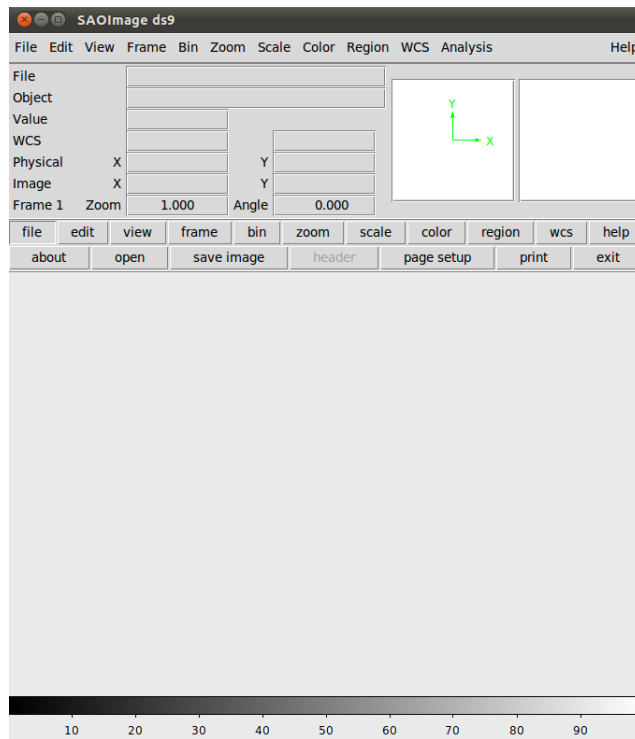 SAOImage ds9
File Edit View Frame Bin Zoom Scale Color Region WCS Analysis Help
File
Object
Value
WCS
Physical X Y
Image X Y
Frame 1 Zoom 1.000 Angle 0.000
Y
X
file edit view frame bin zoom scale color region wcs help
about open save image header page setup print exit
10 20 30 40 50 60 70 80 90